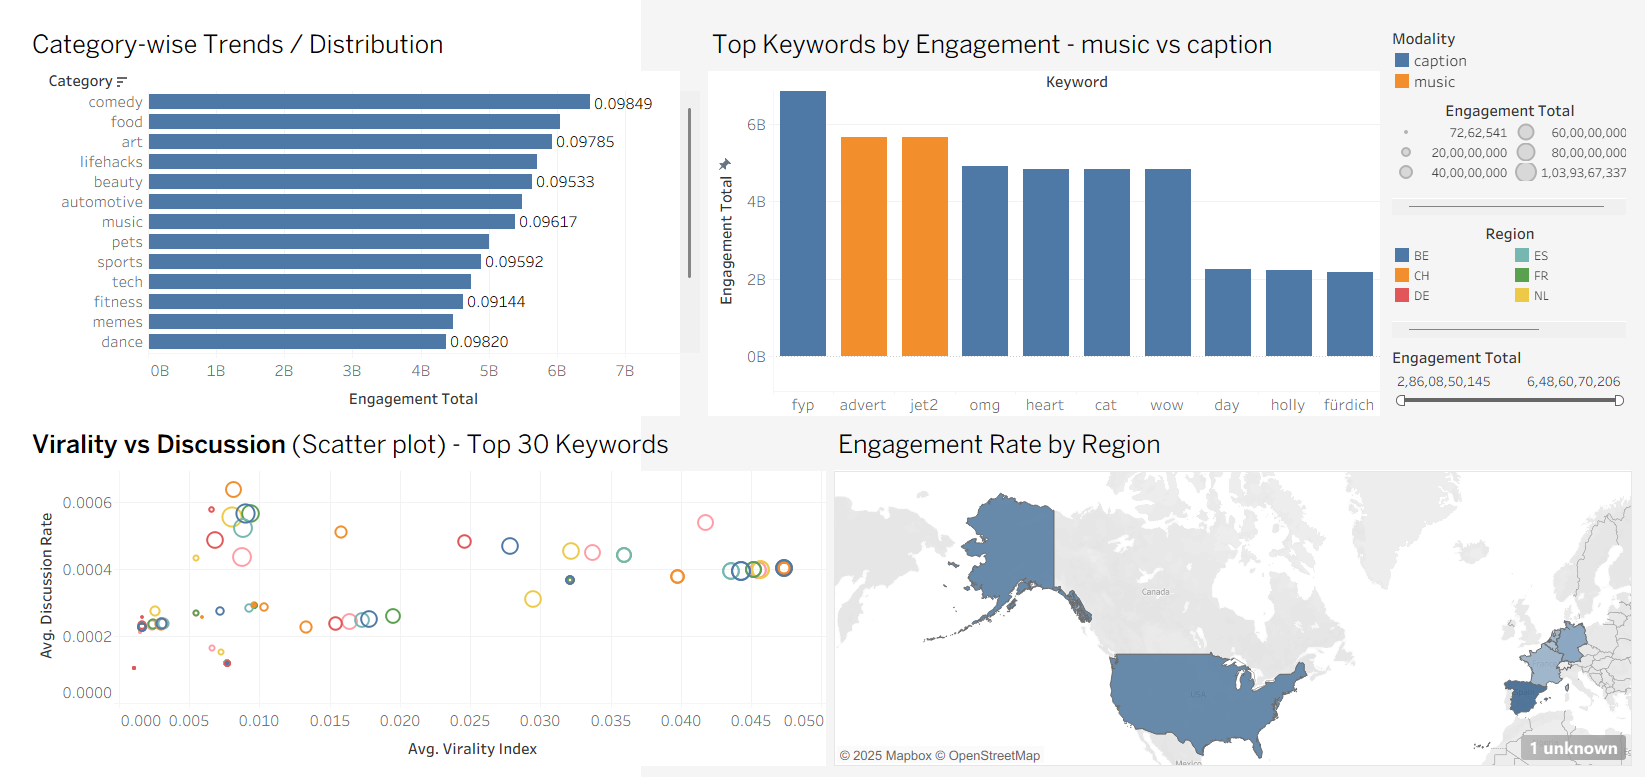 Category-wise Trends / Distribution
Category
comedy
0.09849
food
art
0.09785
lifehacks
beauty
0.09533
automotive
music
0.09617
pets
sports
0.09592
tech
fitness
0.09144
memes
dance
0.09820
0B 1B 2B 3B 4B 5B 6B 7B
Engagement Total
Top Keywords by Engagement - music vs caption
Keyword
Engagement Total
6B
4B
2B
0B
fyp advert jet2 omg heart cat wow day holly fürdich
Modality
caption
music
Engagement Total
72,62,541 60,00,00,000
20,00,00,000 80,00,00,000
40,00,00,000 1,03,93,67,337
Region
BE ES
CH FR
DE NL
Engagement Total
2,86,08,50,145 6,48,60,70,206
Virality vs Discussion (Scatter plot) - Top 30 Keywords
Avg. Discussion Rate
0.0006
0.0004
0.0002
0.0000
0.000 0.005 0.010 0.015 0.020 0.025 0.030 0.035 0.040 0.045 0.050
Avg. Virality Index
Engagement Rate by Region
Canada
USA
Mexico
© 2025 Mapbox © OpenStreetMap
1 unknown